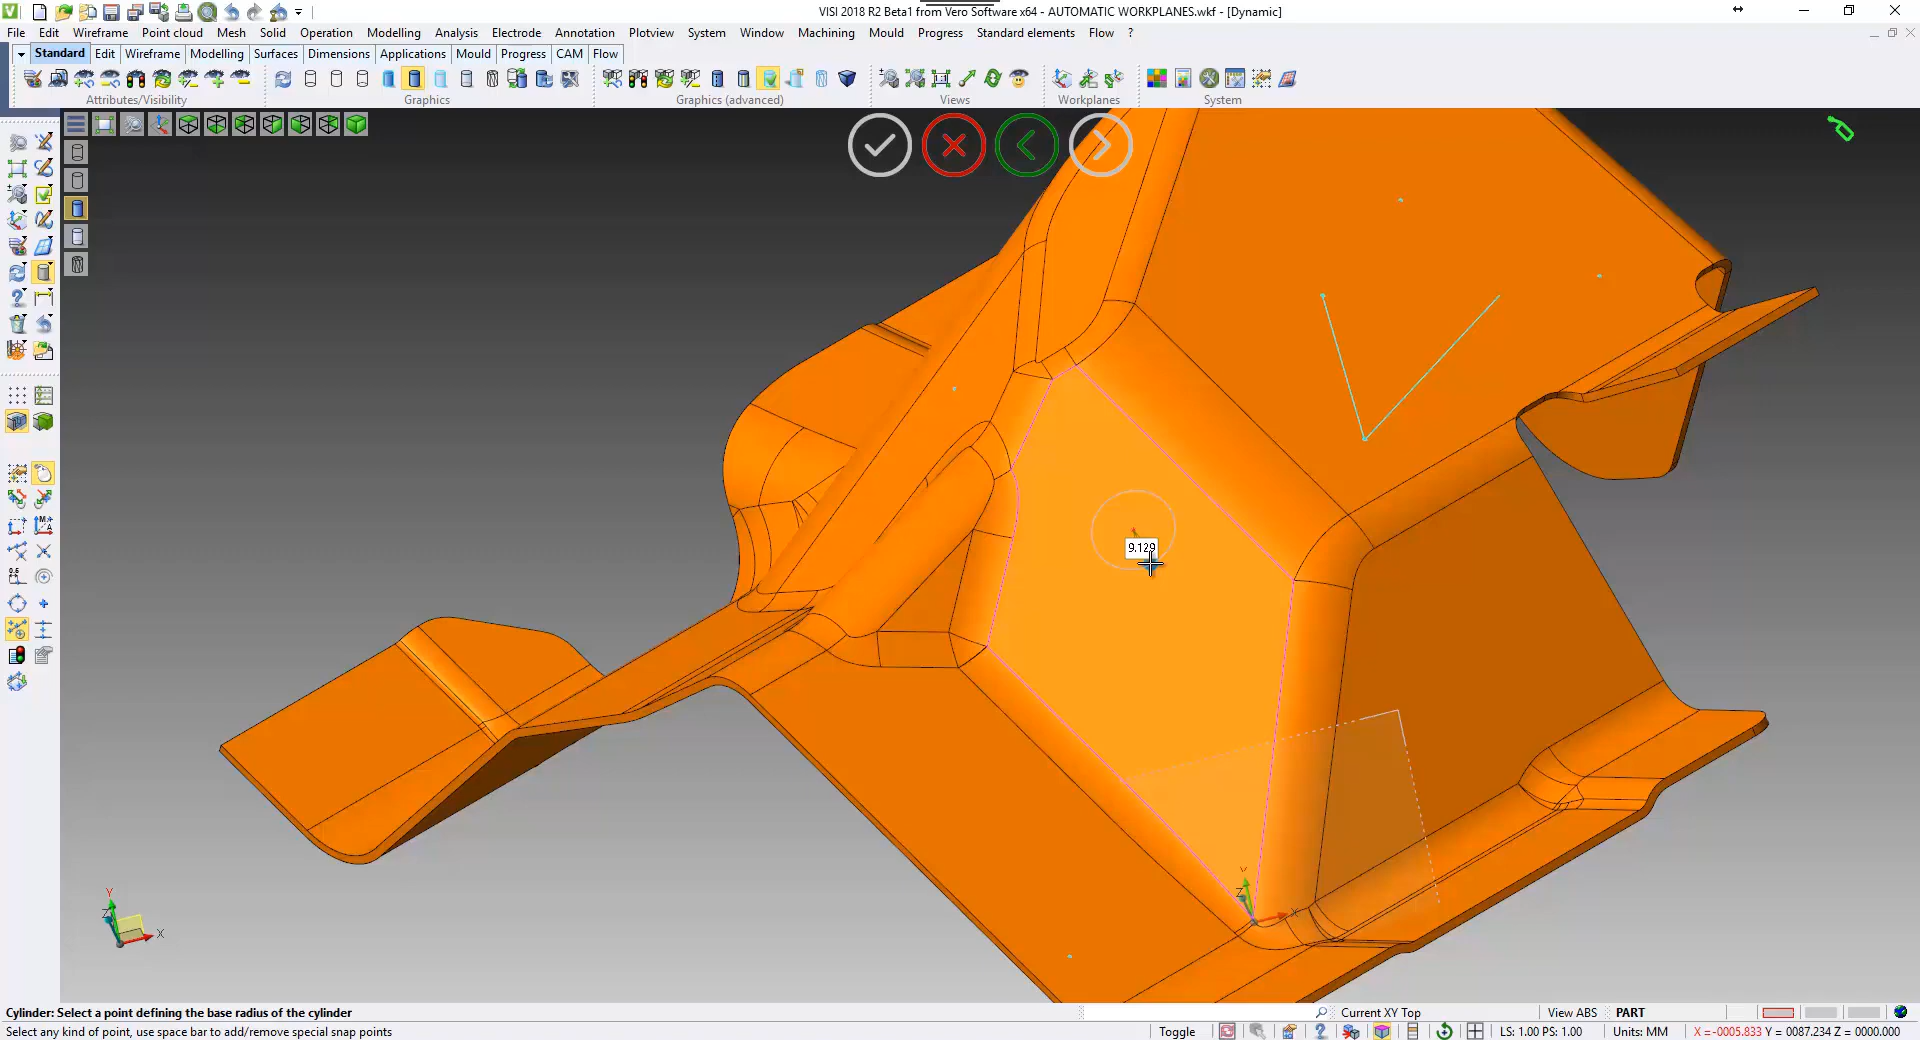 VISI 2018 R2 Beta1 from Vero Software x64 - AUTOMATIC WORKPLANES.wkf - [Dynamic]
File Edit Wireframe Point cloud Mesh Solid Operation Modelling Analysis Electrode Annotation Plotview System Window Machining Mould Progress Standard elements Flow ?
Standard Edit Wireframe Modelling Surfaces Dimensions Applications Mould Progress CAM Flow
Attributes/Visibility Graphics Graphics (advanced) Views Workplanes System
9.129
Y
Z
X
Y
Z
X
Cylinder: Select a point defining the base radius of the cylinder
Current XY Top View ABS PART
Select any kind of point, use space bar to add/remove special snap points
Toggle LS: 1.00 PS: 1.00 Units: MM X =-0005.833 Y = 0087.234 Z = 0000.000